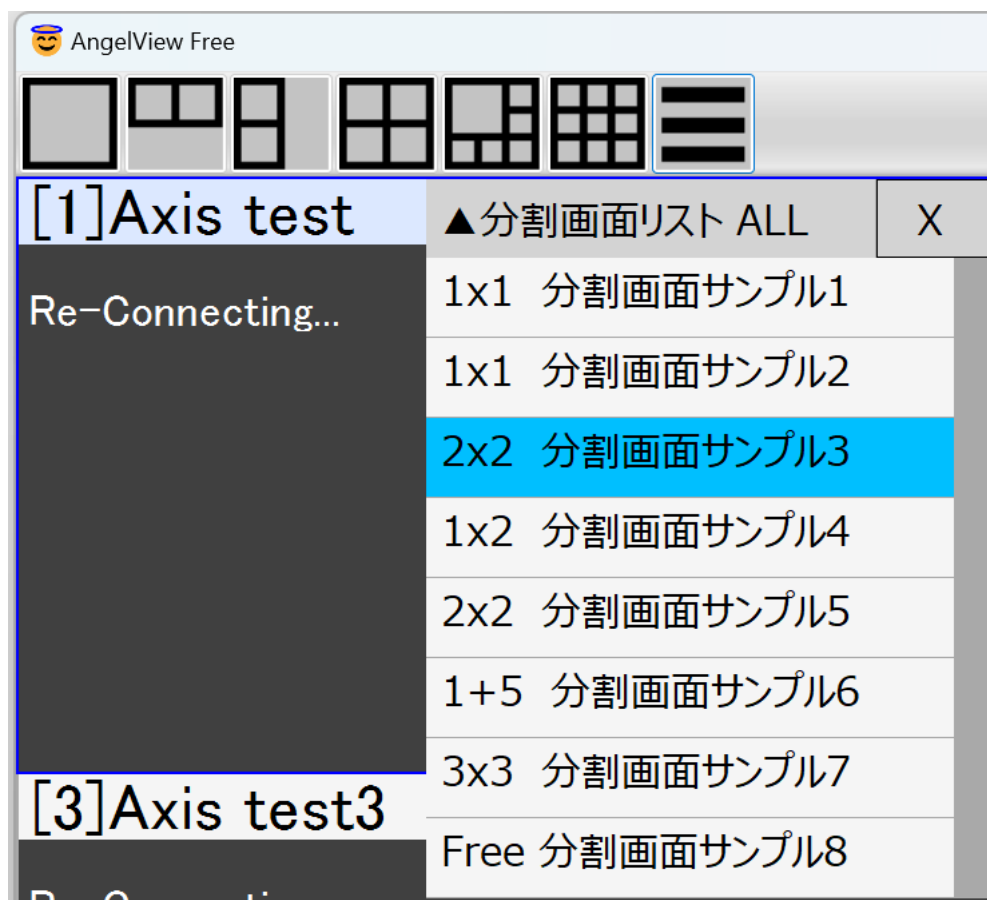 AngelView Free
[1]Axis test
Re-Connecting...
[3]Axis test3
▲分割画面リスト ALL
X
1x1 分割画面サンプル1
1x1 分割画面サンプル2
2x2 分割画面サンプル3
1x2 分割画面サンプル4
2x2 分割画面サンプル5
1+5 分割画面サンプル6
3x3 分割画面サンプル7
Free 分割画面サンプル8